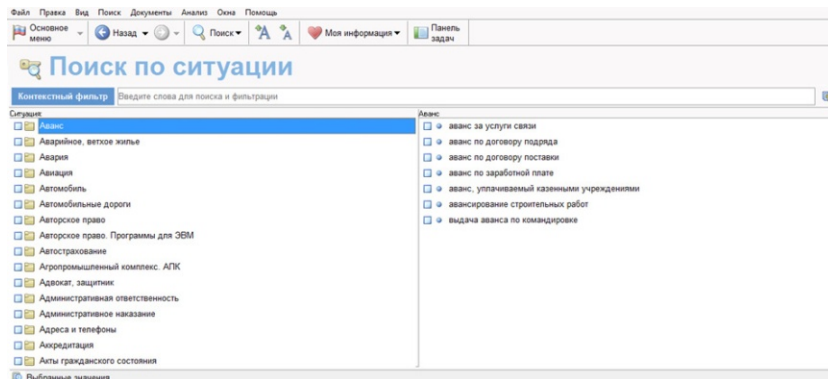 Файл Правка Вид Поиск Документы Анализ Окна Помощь
Основное меню Назад Поиск А А Моя информация Панель задач
Поиск по ситуации
Контекстный фильтр Введите слова для поиска и фильтрации
Ситуация
Аванс
Аварийное, ветхое жилье
Авария
Авиация
Автомобиль
Автомобильные дороги
Авторское право
Авторское право. Программы для ЭВМ
Автострахование
Агропромышленный комплекс. АПК
Адвокат, защитник
Административная ответственность
Административное наказание
Адреса и телефоны
Аккредитация
Акты гражданского состояния
Аванс:
аванс за услуги связи
аванс по договору подряда
аванс по договору поставки
аванс по заработной плате
аванс, уплачиваемый казенными учреждениями
авансирование строительных работ
выдача аванса по командировке
Выбранные значения